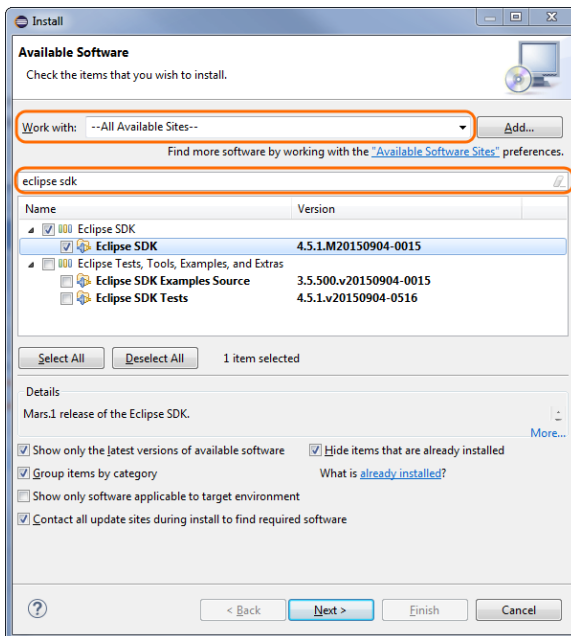 Install
Available Software
Check the items that you wish to install.
Work with: --All Available Sites-- Add...
Find more software by working with the "Available Software Sites" preferences.
eclipse sdk
Name Version
Eclipse SDK
Eclipse SDK 4.5.1.M20150904-0015
Eclipse Tests, Tools, Examples, and Extras
Eclipse SDK Examples Source 3.5.500.v20150904-0015
Eclipse SDK Tests 4.5.1.v20150904-0516
Select All Deselect All 1 item selected
Details
Mars.1 release of the Eclipse SDK.
More...
Show only the latest versions of available software Hide items that are already installed
Group items by category What is already installed?
Show only software applicable to target environment
Contact all update sites during install to find required software
? < Back Next > Finish Cancel